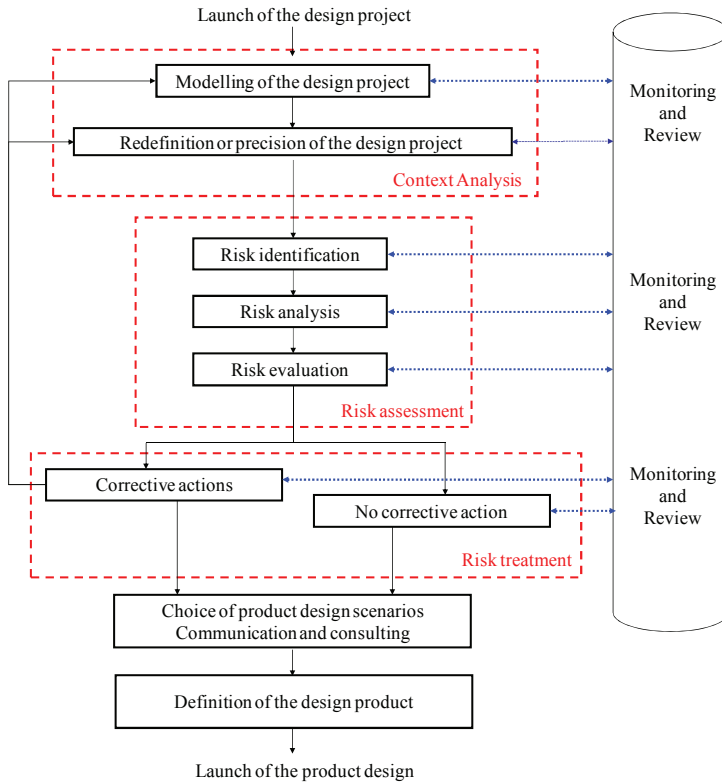 Launch of the design project
Modelling of the design project
Monitoring
and
Review
Redefinition or precision of the design project
Context Analysis
Risk identification
Risk analysis
Monitoring
and
Review
Risk evaluation
Risk assessment
Corrective actions
Monitoring
and
Review
No corrective action
Risk treatment
Choice of product design scenarios
Communication and consulting
Definition of the design product
Launch of the product design